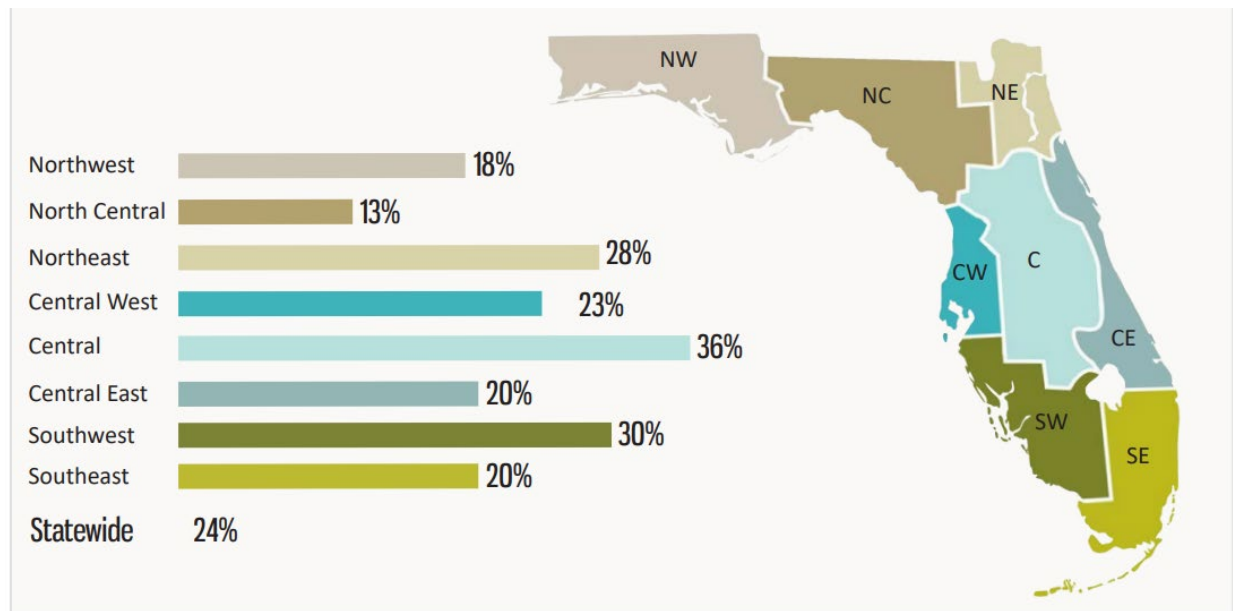 Northwest 18%
North Central 13%
Northeast 28%
Central West 23%
Central 36%
Central East 20%
Southwest 30%
Southeast 20%
Statewide 24%
NW
NC
NE
CW
C
CE
SW
SE